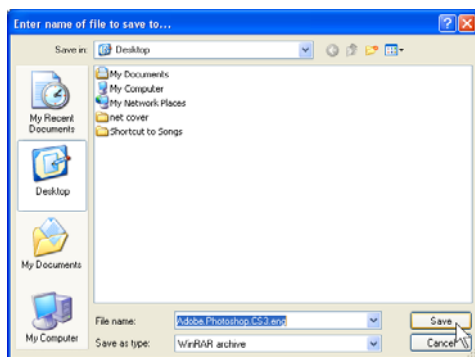 Enter name of file to save to...
Save in: Desktop
My Documents
My Computer
My Network Places
net cover
Shortcut to Songs
My Recent
Documents
Desktop
My Documents
My Computer
File name: Adobe.Photoshop.CS3.eng
Save
Save as type: WinRAR archive
Cancel